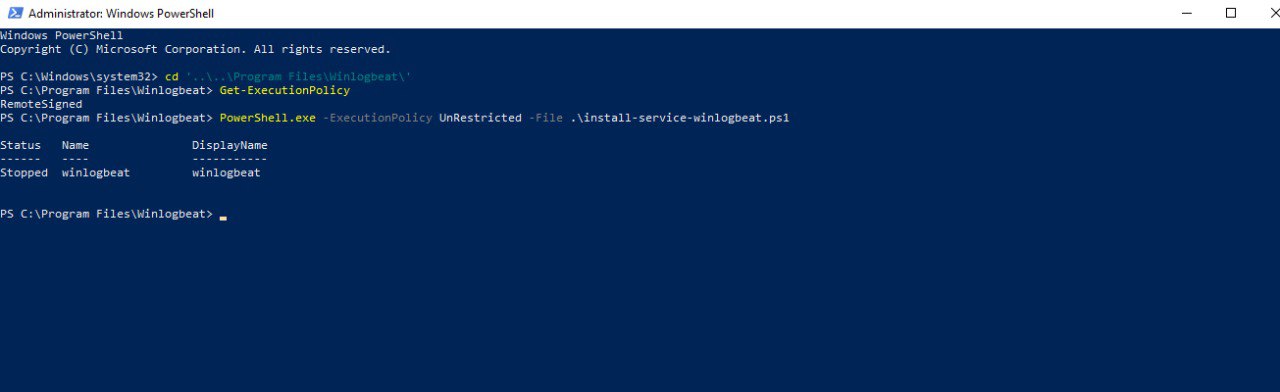 Administrator: Windows PowerShell
Windows PowerShell
Copyright (C) Microsoft Corporation. All rights reserved.
PS C:\Windows\system32> cd '..\..\Program Files\Winlogbeat\'
PS C:\Program Files\Winlogbeat> Get-ExecutionPolicy
RemoteSigned
PS C:\Program Files\Winlogbeat> PowerShell.exe -ExecutionPolicy UnRestricted -File .\install-service-winlogbeat.ps1
Status   Name               DisplayName
------   ----               -----------
Stopped  winlogbeat         winlogbeat
PS C:\Program Files\Winlogbeat>